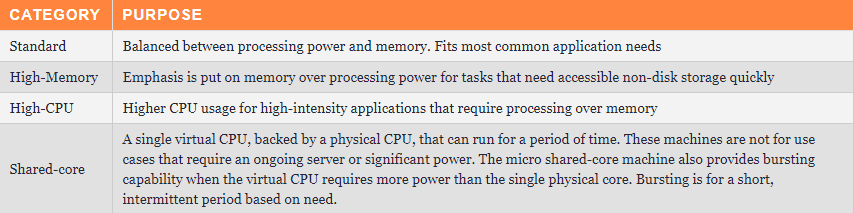 CATEGORY PURPOSE
Standard Balanced between processing power and memory. Fits most common application needs
High-Memory Emphasis is put on memory over processing power for tasks that need accessible non-disk storage quickly
High-CPU Higher CPU usage for high-intensity applications that require processing over memory
A single virtual CPU, backed by a physical CPU, that can run for a period of time. These machines are not for use
cases that require an ongoing server or significant power. The micro shared-core machine also provides bursting
Shared-core
capability when the virtual CPU requires more power than the single physical core. Bursting is for a short,
intermittent period based on need.